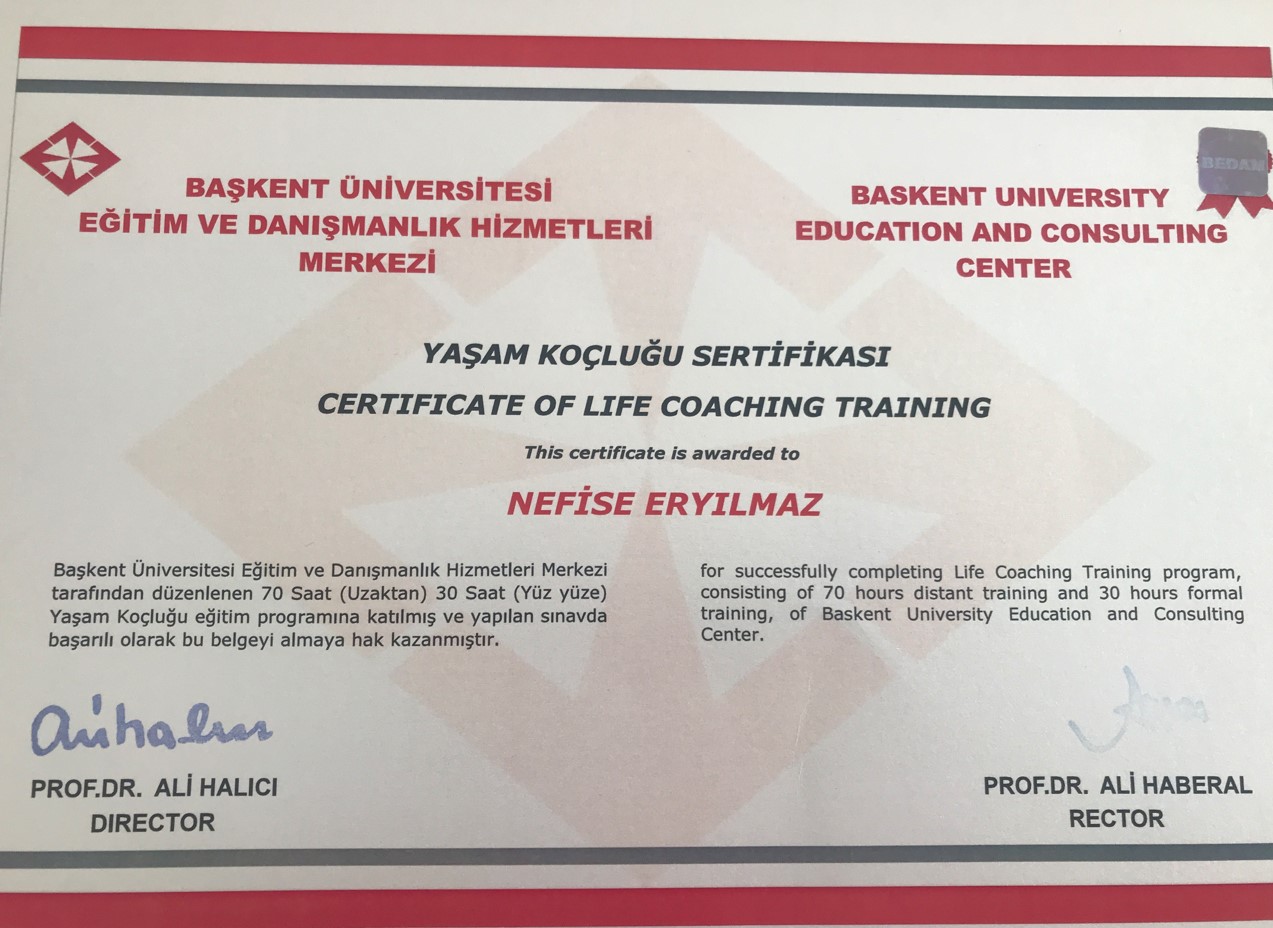 BAŞKENT ÜNİVERSİTESİ
EĞİTİM VE DANIŞMANLIK HİZMETLERİ
MERKEZİ
BASKENT UNIVERSITY
EDUCATION AND CONSULTING
CENTER
BEDAM
YAŞAM KOÇLUĞU SERTİFİKASI
CERTIFICATE OF LIFE COACHING TRAINING
This certificate is awarded to
NEFİSE ERYILMAZ
Başkent Üniversitesi Eğitim ve Danışmanlık Hizmetleri Merkezi
tarafından düzenlenen 70 Saat (Uzaktan) 30 Saat (Yüz yüze)
Yaşam Koçluğu eğitim programına katılmış ve yapılan sınavda
başarılı olarak bu belgeyi almaya hak kazanmıştır.
for successfully completing Life Coaching Training program,
consisting of 70 hours distant training and 30 hours formal
training, of Baskent University Education and Consulting
Center.
PROF.DR. ALİ HALICI
DIRECTOR
PROF.DR. ALİ HABERAL
RECTOR